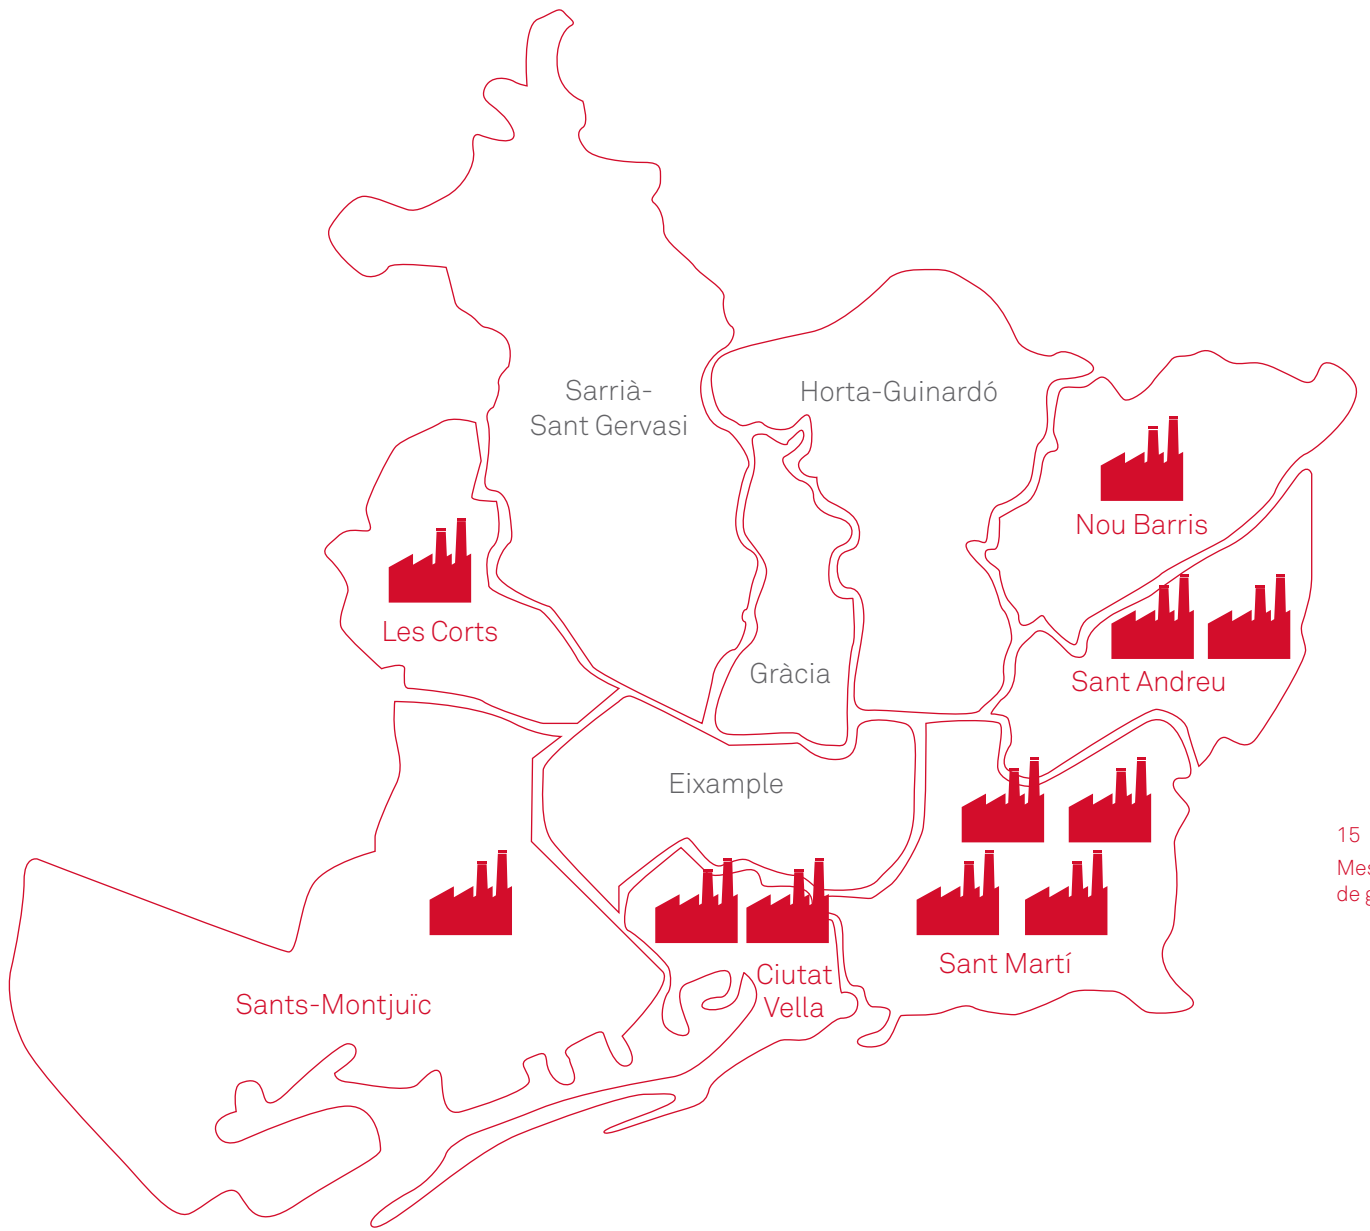 Sarrià-
Sant Gervasi
Horta-Guinardó
Nou Barris
Les Corts
Gràcia
Sant Andreu
Eixample
15
Sant Martí
Ciutat
Vella
Sants-Montjuïc